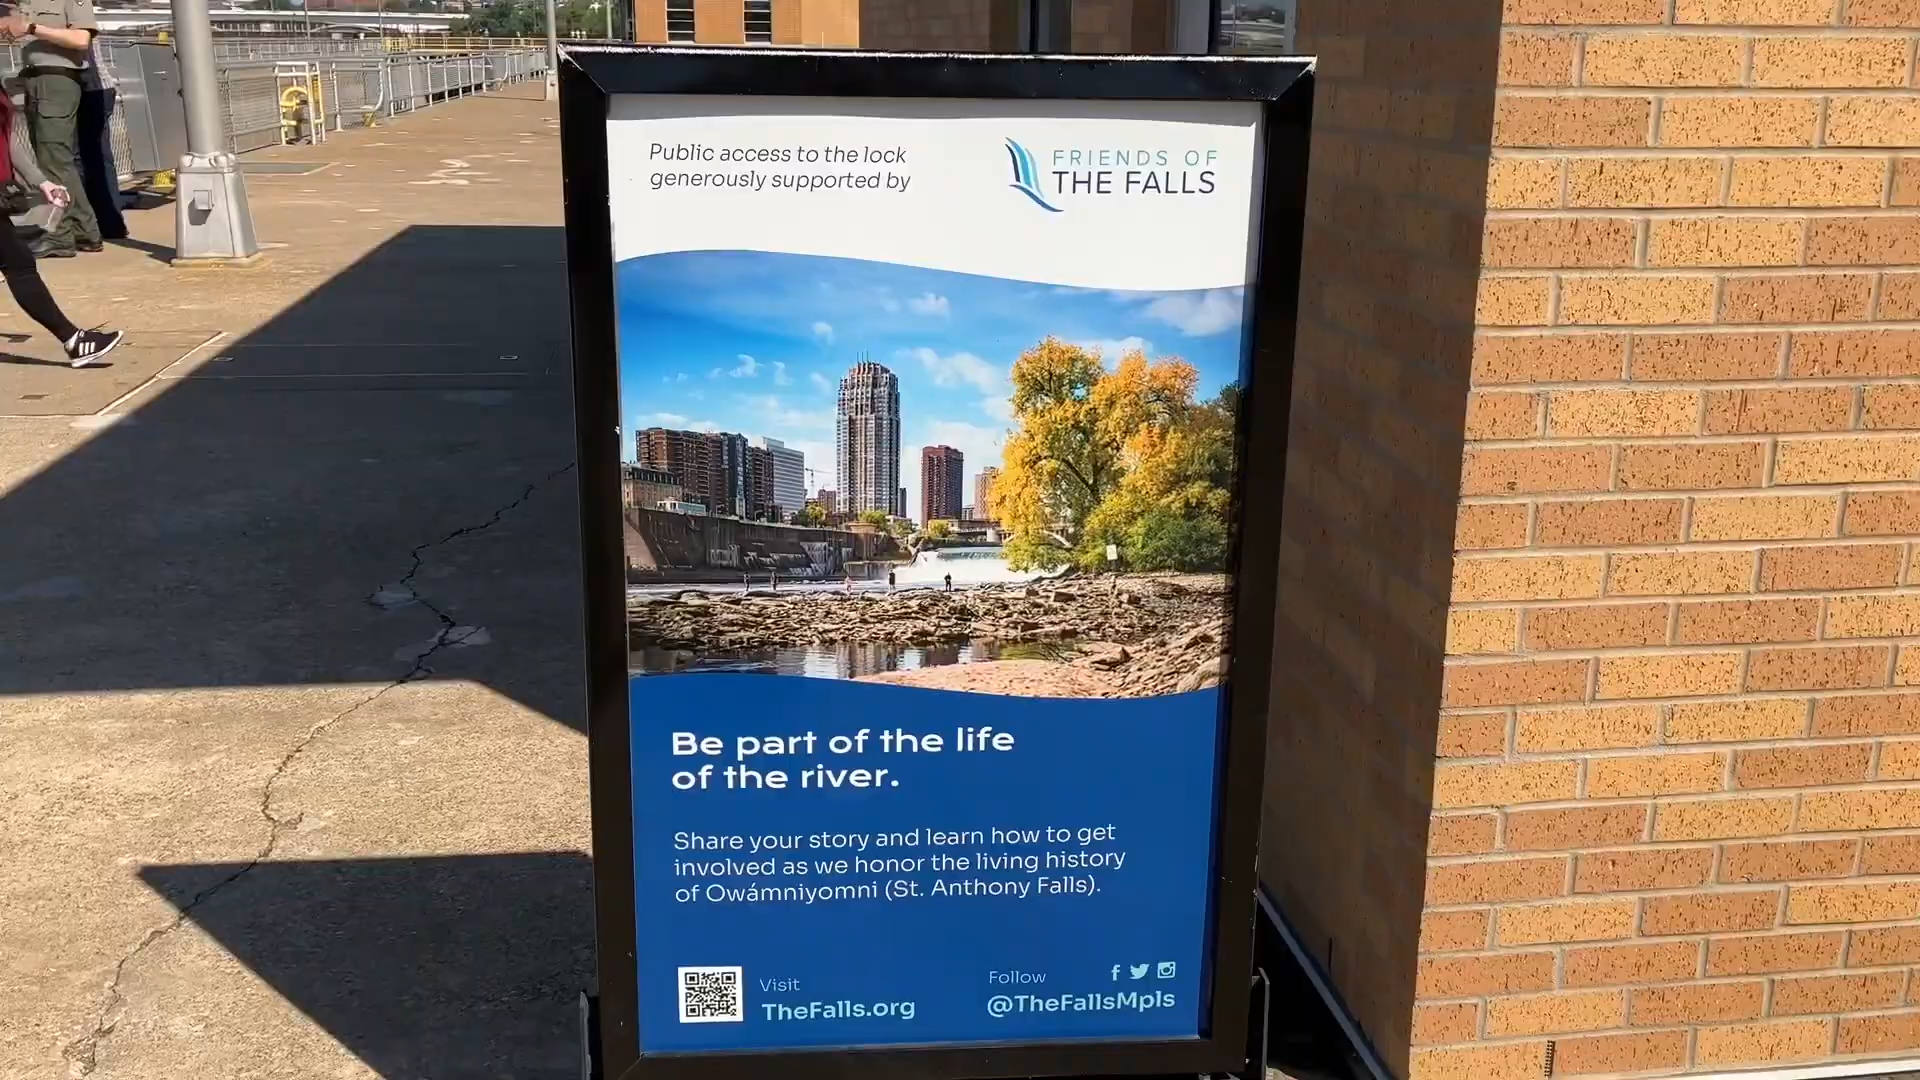 Public access to the lock
generously supported by
FRIENDS OF
THE FALLS
Be part of the life
of the river.
Share your story and learn how to get
involved as we honor the living history
of Owámniyomni (St. Anthony Falls).
Visit
TheFalls.org
Follow
@TheFallsMpls